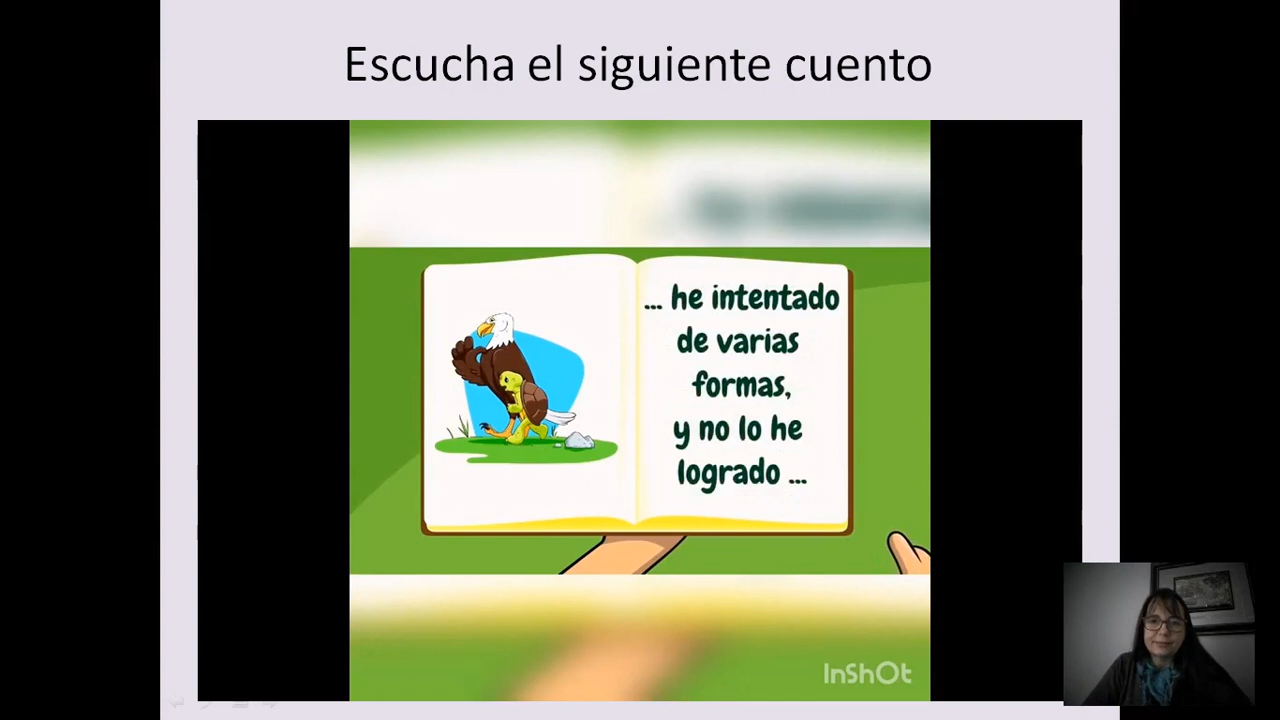 Escucha el siguiente cuento
... he intentado
de varias
formas,
y no lo he
logrado ...
InShOt